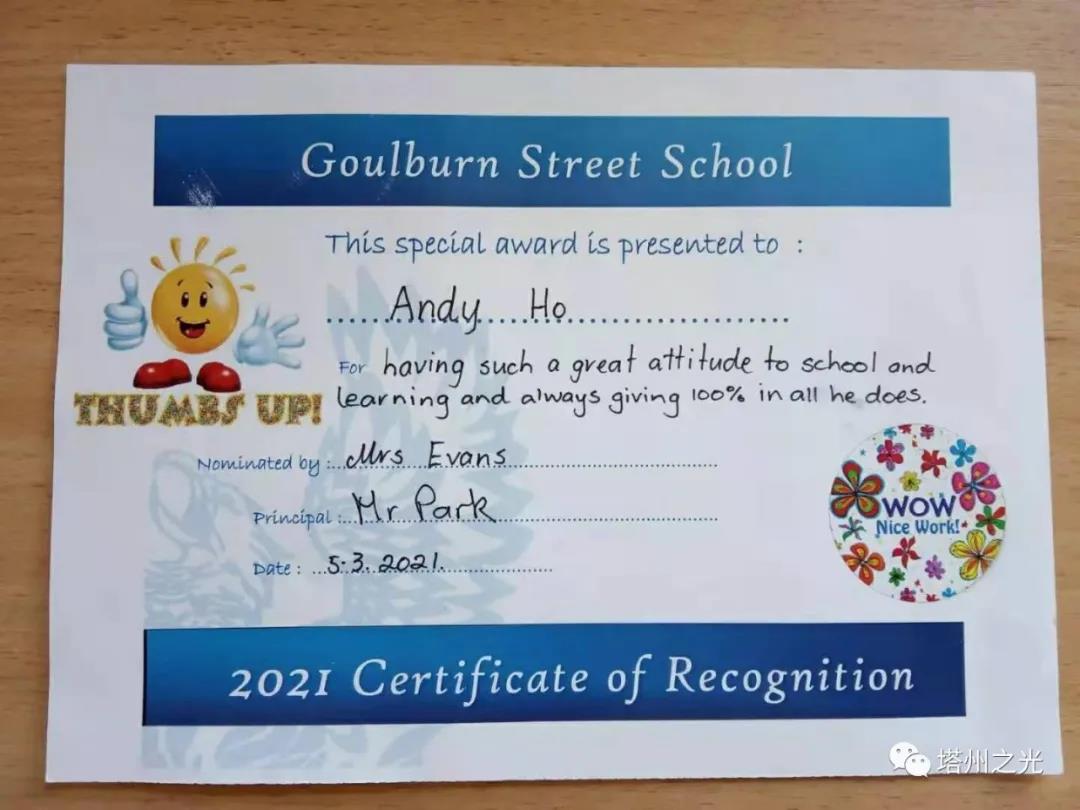 Goulburn Street School
This special award is presented to :
Andy Ho
THUMBS UP!
For having such a great attitude to school and
learning and always giving 100% in all he does.
Nominated by : Mrs Evans
Principal : Mr Park
Date : 5.3.2021.
WOW
Nice Work!
2021 Certificate of Recognition
塔州之光